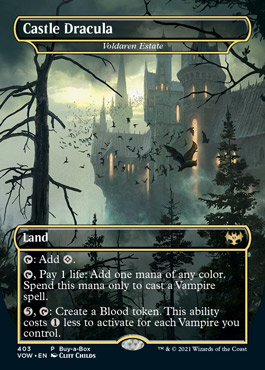 Castle Dracula
Voldaren Estate
Land
: Add .
, Pay 1 life: Add one mana of any color.
Spend this mana only to cast a Vampire
spell.
5, : Create a Blood token. This ability
costs 1 less to activate for each Vampire you
control.
403 P Buy-a-Box
VOW • EN Cliff Childs
™ & © 2021 Wizards of the Coast